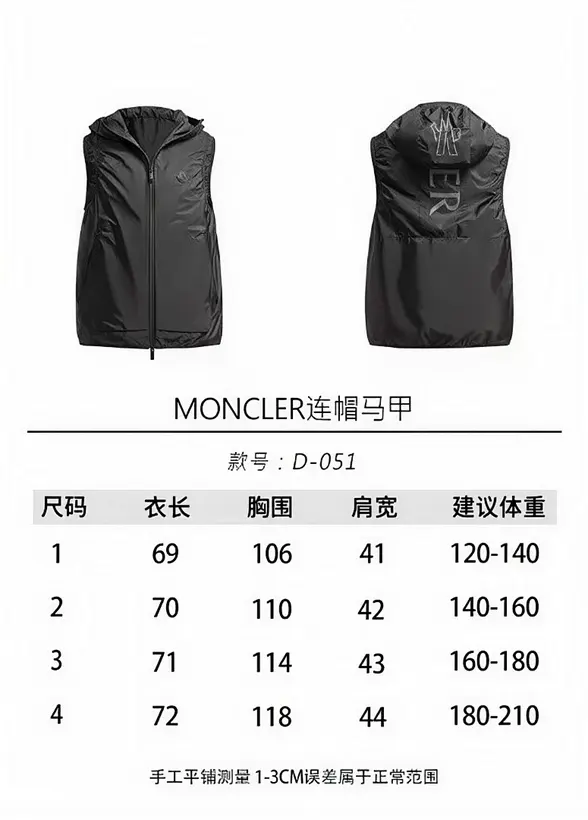 ER
MONCLER连帽马甲
款号：D-051
尺码 衣长 胸围 肩宽 建议体重
1 69 106 41 120-140
2 70 110 42 140-160
3 71 114 43 160-180
4 72 118 44 180-210
手工平铺测量 1-3CM误差属于正常范围